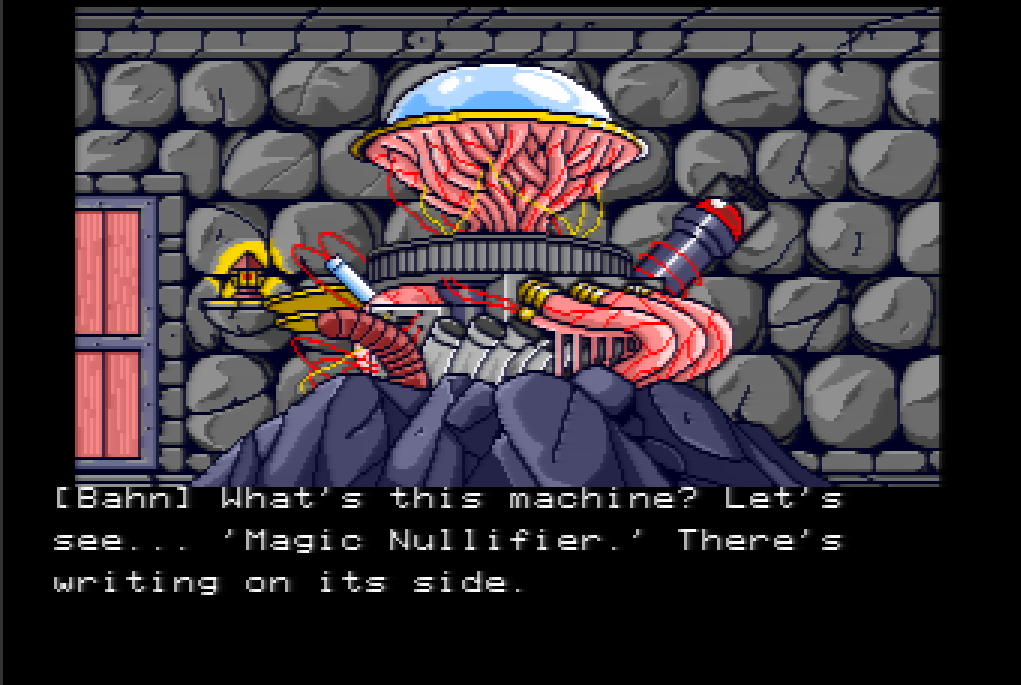 [Bahn] What's this machine? Let's
see... 'Magic Nullifier.' There's
writing on its side.